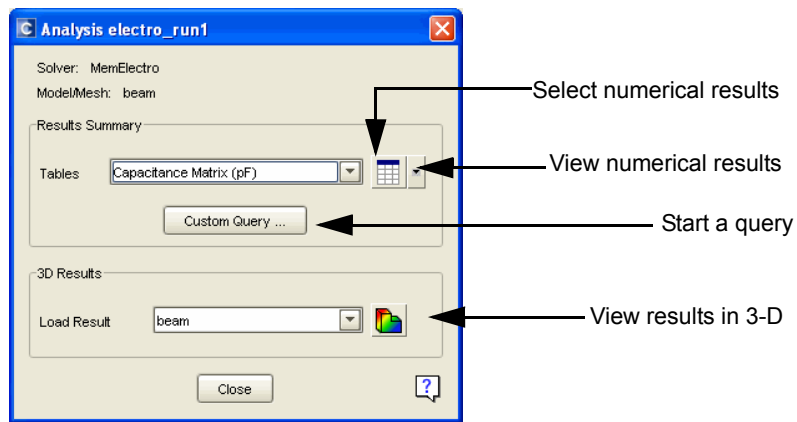 C Analysis electro_run1
Solver: MemElectro
Model/Mesh: beam
Select numerical results
Results Summary
View numerical results
Tables Capacitance Matrix (pF)
Custom Query ...
Start a query
3D Results
View results in 3-D
Load Result beam
Close
?